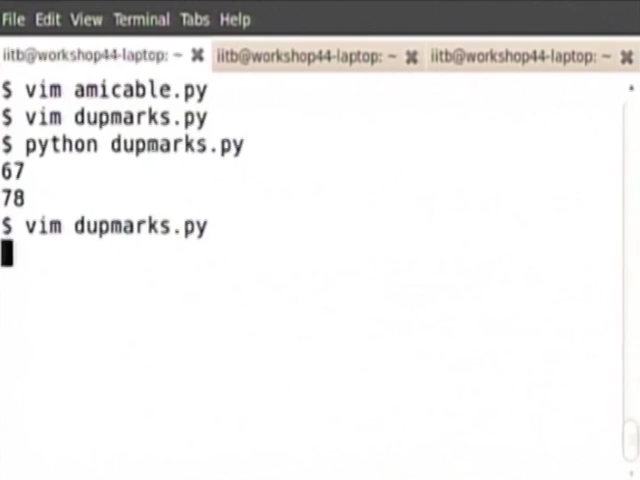 File Edit View Terminal Tabs Help
iitb@workshop44-laptop: ~ iitb@workshop44-laptop: ~ iitb@workshop44-laptop: ~
$ vim amicable.py
$ vim dupmarks.py
$ python dupmarks.py
67
78
$ vim dupmarks.py